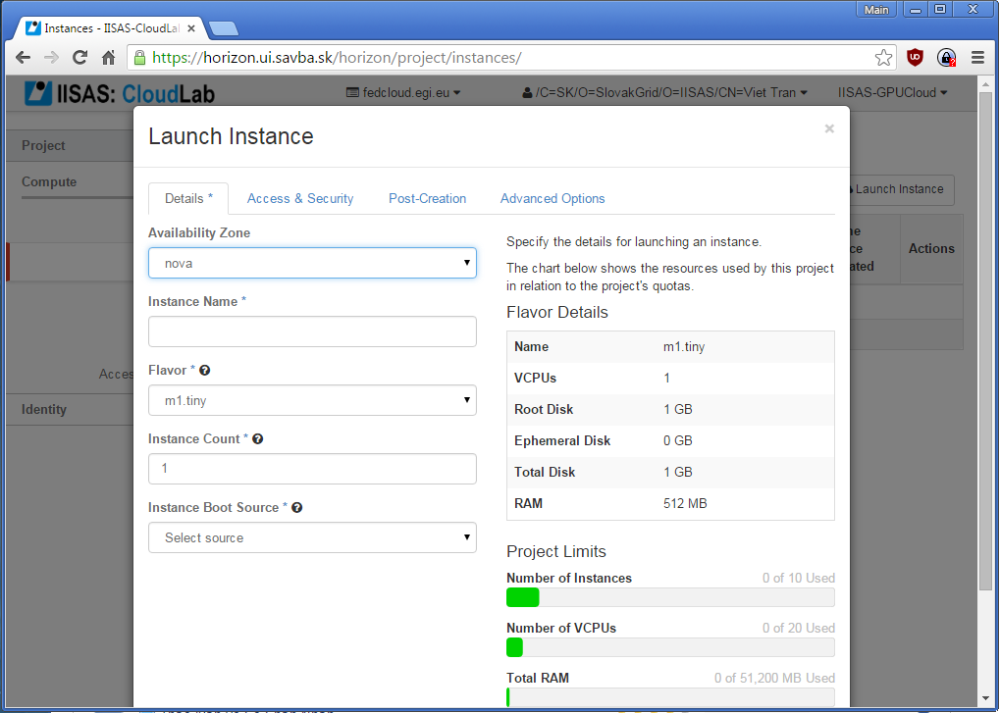 Main
Instances - IISAS-CloudLa
https://horizon.ui.savba.sk/horizon/project/instances/
IISAS: CloudLab
fedcloud.egi.eu
/C=SK/O=SlovakGrid/O=IISAS/CN=Viet Tran
IISAS-GPUCloud
Project
Compute
Acces
Identity
Launch Instance
Actions
Launch Instance
×
Details *
Access & Security
Post-Creation
Advanced Options
Availability Zone
nova
Instance Name *
Flavor *
m1.tiny
Instance Count *
1
Instance Boot Source *
Select source
Specify the details for launching an instance.
The chart below shows the resources used by this project
in relation to the project's quotas.
Flavor Details
Name m1.tiny
VCPUs 1
Root Disk 1 GB
Ephemeral Disk 0 GB
Total Disk 1 GB
RAM 512 MB
Project Limits
Number of Instances 0 of 10 Used
Number of VCPUs 0 of 20 Used
Total RAM 0 of 51,200 MB Used